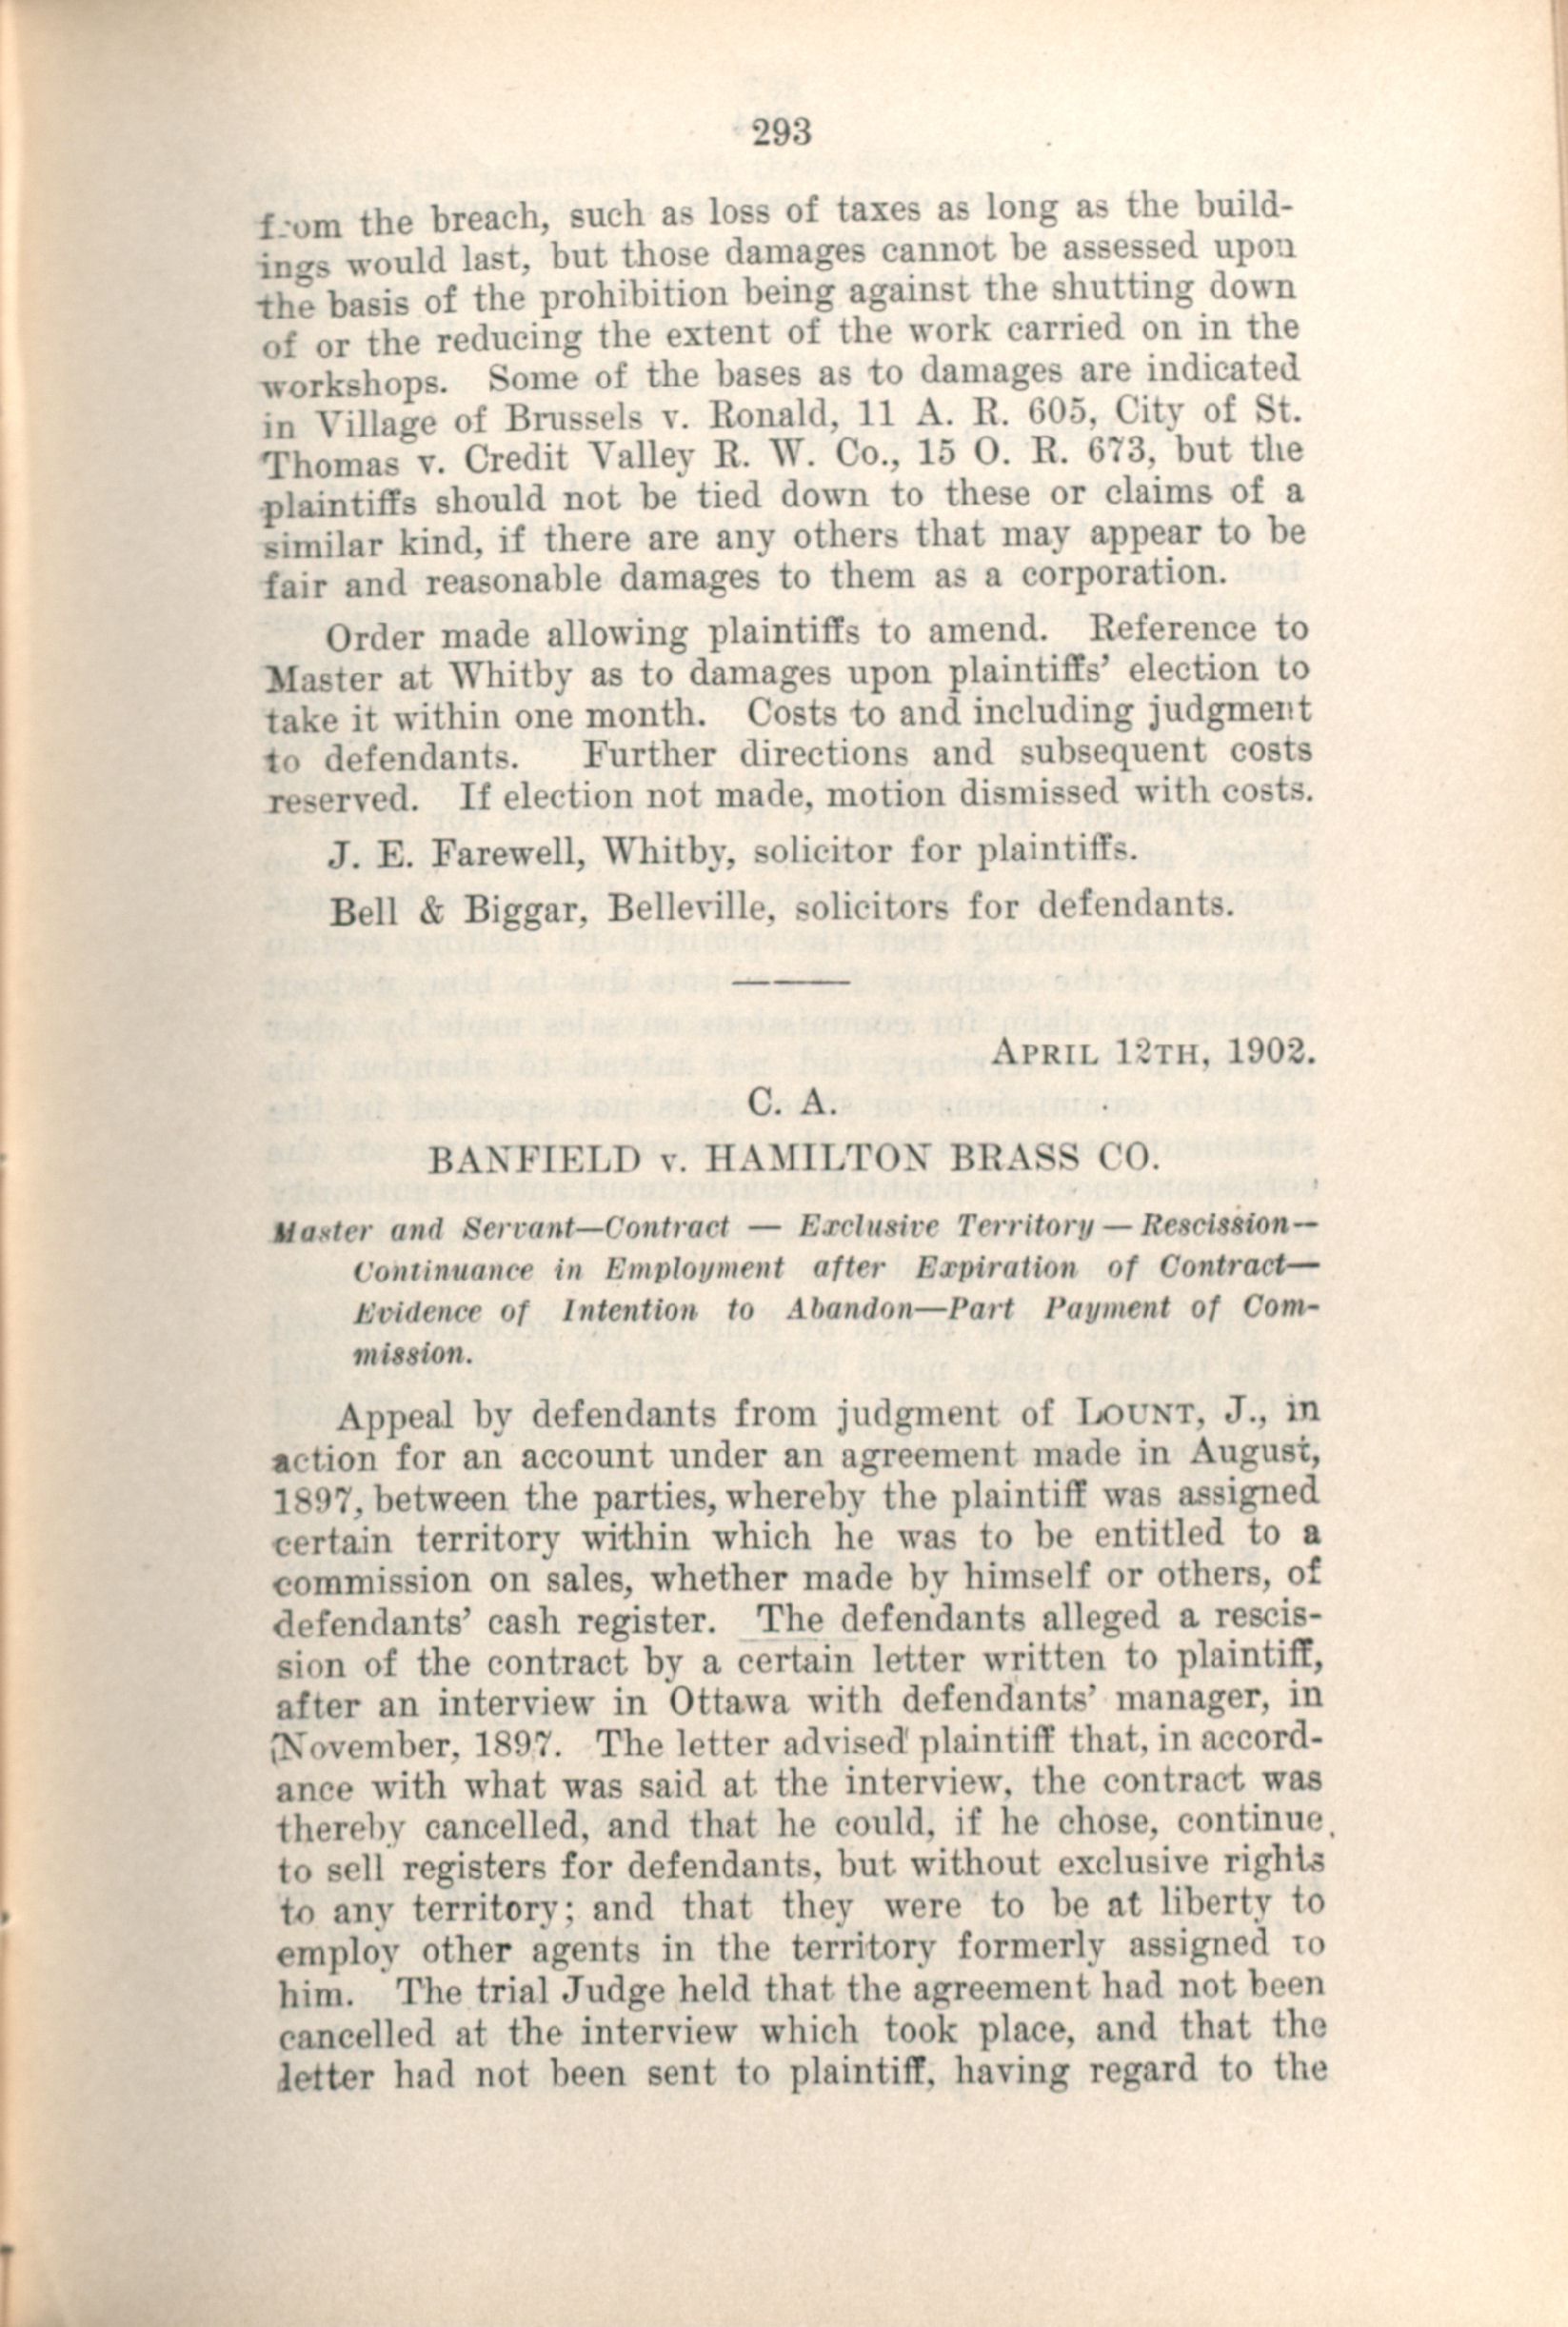 293
from the breach, such as loss of taxes as long as the build-
ings would last, but those damages cannot be assessed upon
the basis of the prohibition being against the shutting down
of or the reducing the extent of the work carried on in the
workshops. Some of the bases as to damages are indicated
in Village of Brussels v. Ronald, 11 A. R. 605, City of St.
Thomas v. Credit Valley R. W. Co., 15 O. R. 673, but the
plaintiffs should not be tied down to these or claims of a
similar kind, if there are any others that may appear to be
fair and reasonable damages to them as a corporation.
Order made allowing plaintiffs to amend. Reference to
Master at Whitby as to damages upon plaintiffs' election to
take it within one month. Costs to and including judgment
to defendants. Further directions and subsequent costs
reserved. If election not made, motion dismissed with costs.
J. E. Farewell, Whitby, solicitor for plaintiffs.
Bell & Biggar, Belleville, solicitors for defendants.
APRIL 12TH, 1902.
C. A.
BANFIELD v. HAMILTON BRASS CO.
Master and Servant—Contract — Exclusive Territory — Rescission—
Continuance in Employment after Expiration of Contract—
Evidence of Intention to Abandon—Part Payment of Com-
mission.
Appeal by defendants from judgment of LOUNT, J., in
action for an account under an agreement made in August,
1897, between the parties, whereby the plaintiff was assigned
certain territory within which he was to be entitled to a
commission on sales, whether made by himself or others, of
defendants' cash register. The defendants alleged a rescis-
sion of the contract by a certain letter written to plaintiff,
after an interview in Ottawa with defendants' manager, in
November, 1897. The letter advised plaintiff that, in accord-
ance with what was said at the interview, the contract was
thereby cancelled, and that he could, if he chose, continue
to sell registers for defendants, but without exclusive rights
to any territory; and that they were to be at liberty to
employ other agents in the territory formerly assigned to
him. The trial Judge held that the agreement had not been
cancelled at the interview which took place, and that the
letter had not been sent to plaintiff, having regard to the